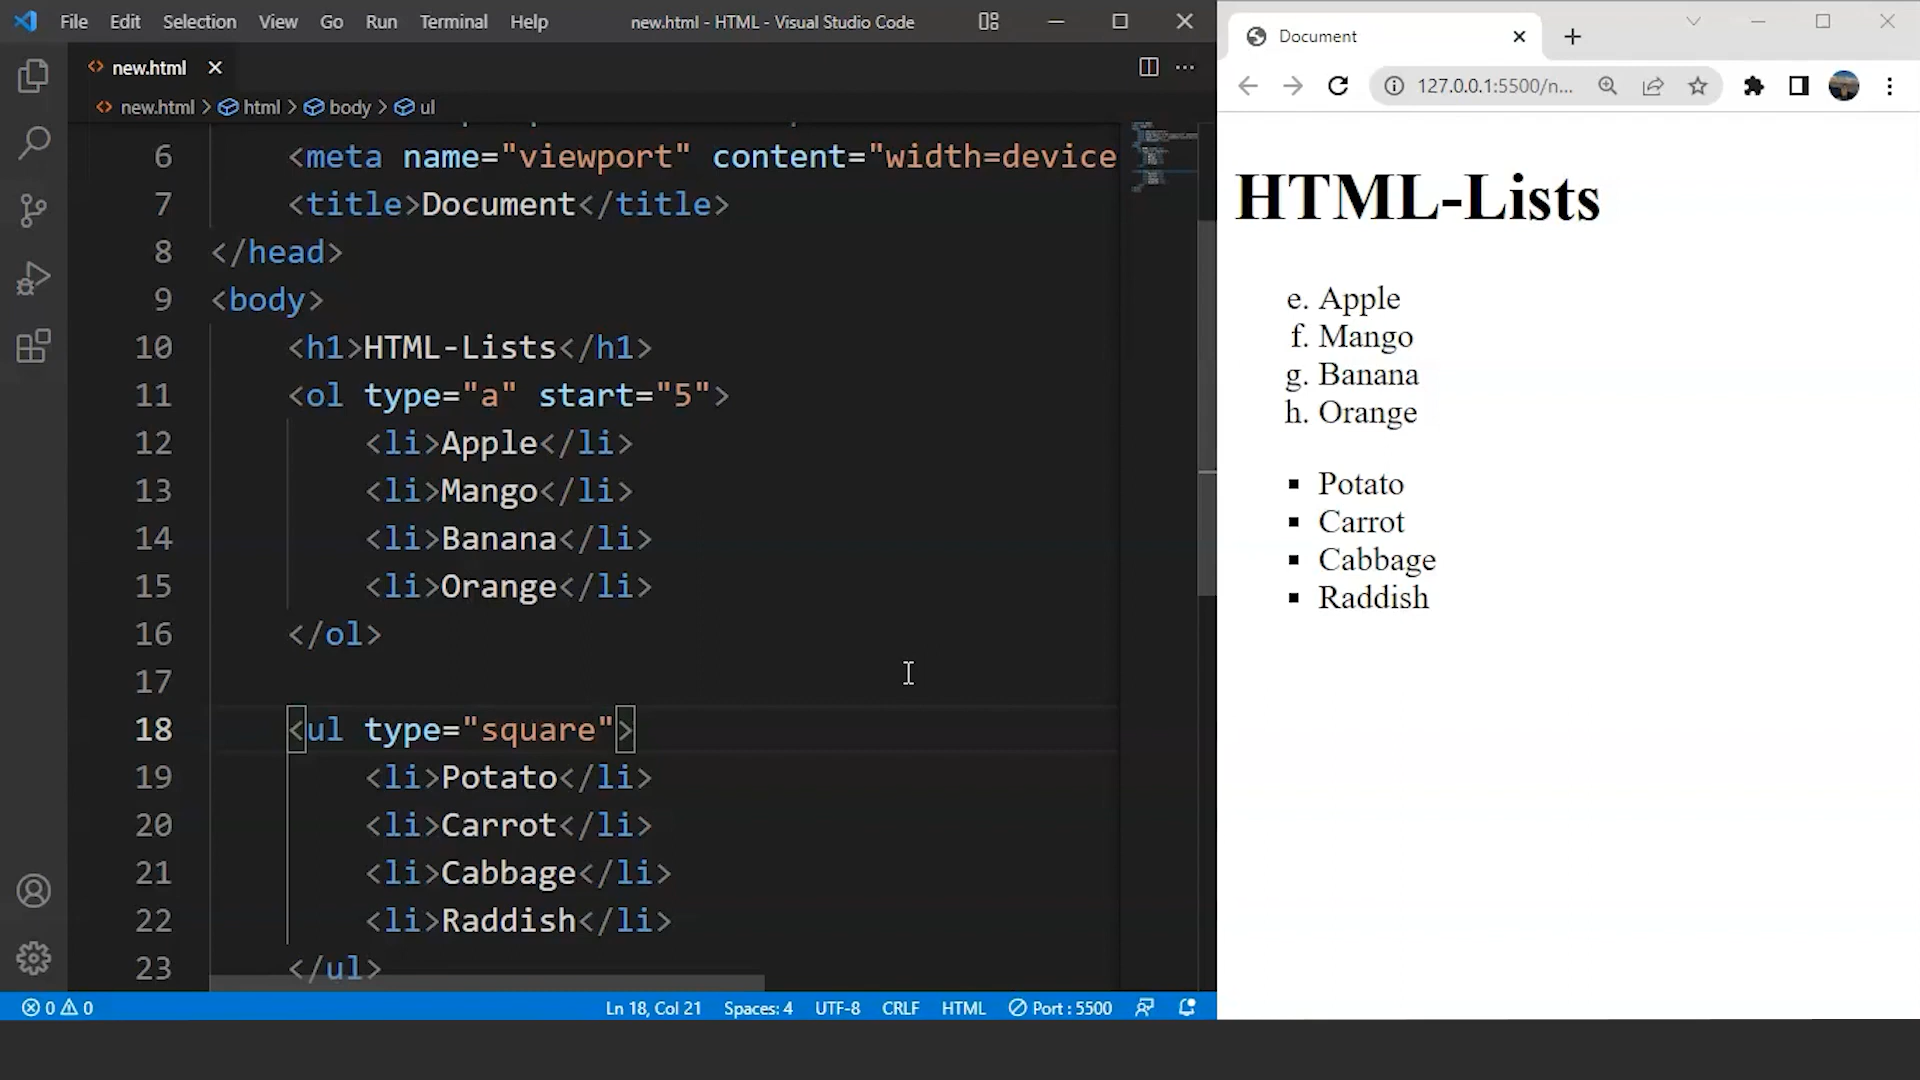 File Edit Selection View Go Run Terminal Help new.html - HTML - Visual Studio Code
new.html
new.html > html > body > ul
6 <meta name="viewport" content="width=device
7 <title>Document</title>
8 </head>
9 <body>
10 <h1>HTML-Lists</h1>
11 <ol type="a" start="5">
12 <li>Apple</li>
13 <li>Mango</li>
14 <li>Banana</li>
15 <li>Orange</li>
16 </ol>
17
18 <ul type="square">
19 <li>Potato</li>
20 <li>Carrot</li>
21 <li>Cabbage</li>
22 <li>Raddish</li>
23 </ul>
0 0 Ln 18, Col 21 Spaces: 4 UTF-8 CRLF HTML Port : 5500
Document
127.0.0.1:5500/n...
HTML-Lists
e. Apple
f. Mango
g. Banana
h. Orange
▪ Potato
▪ Carrot
▪ Cabbage
▪ Raddish